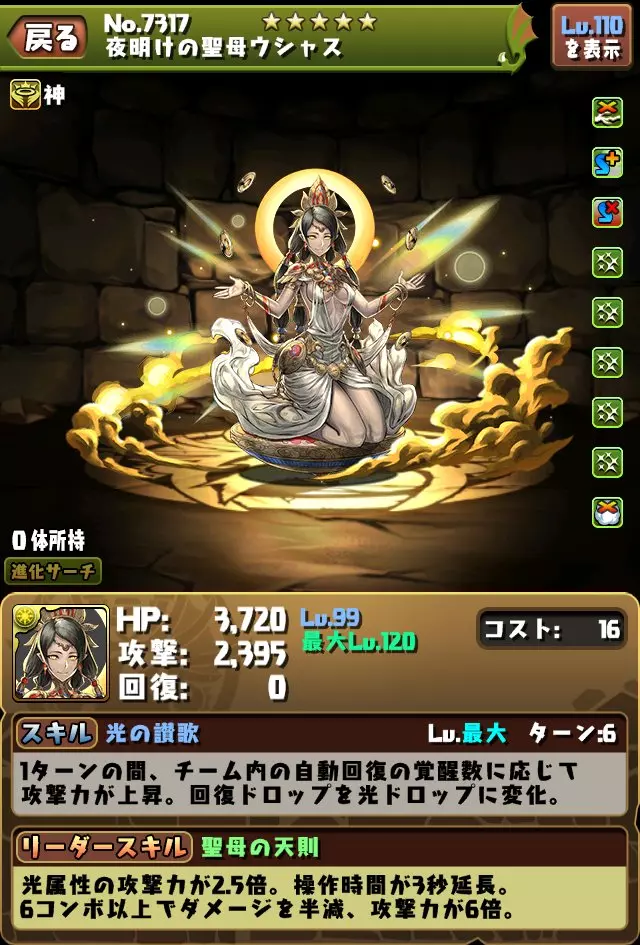 戻る
No.7317 ★★★★★
夜明けの聖母ウシャス
Lv.110
を表示
神
0体所持
進化サーチ
HP: 3,720 Lv.99
最大Lv.120
攻撃: 2,395
回復: 0
コスト: 16
スキル 光の讃歌 Lv.最大 ターン:6
1ターンの間、チーム内の自動回復の覚醒数に応じて
攻撃力が上昇。回復ドロップを光ドロップに変化。
リーダースキル 聖母の天則
光属性の攻撃力が2.5倍。操作時間が3秒延長。
6コンボ以上でダメージを半減、攻撃力が6倍。